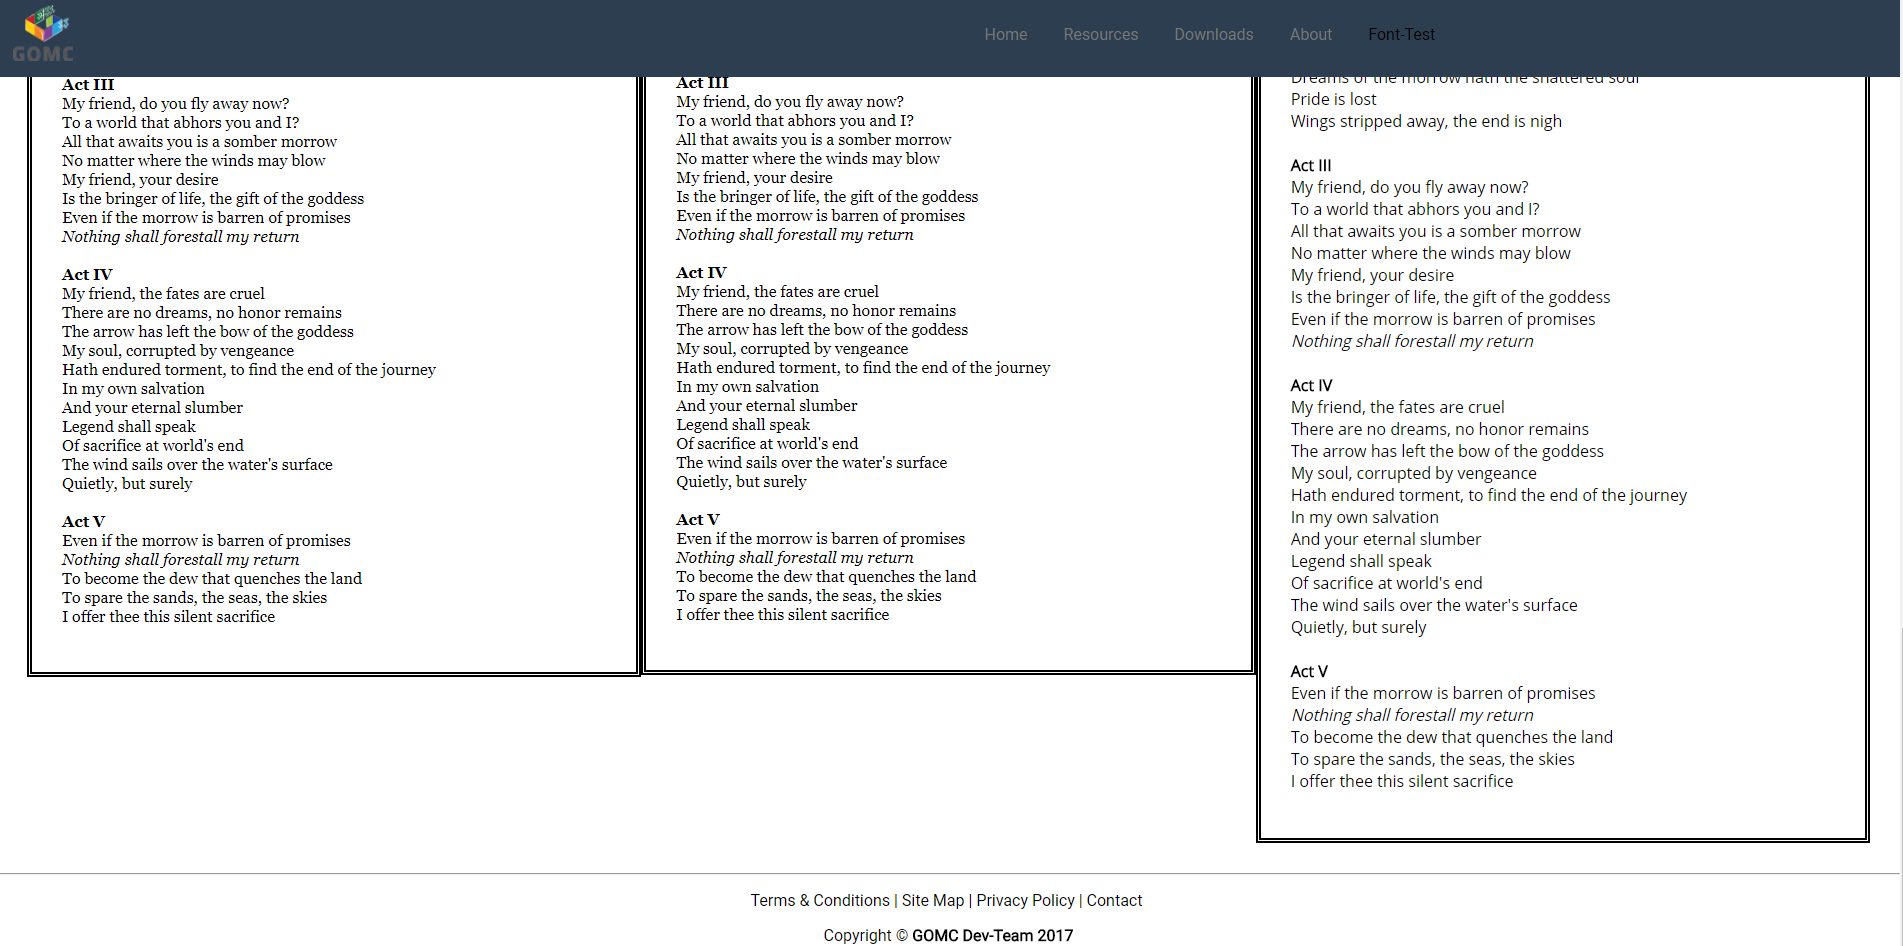 GOMC
Home Resources Downloads About Font-Test
Act III
My friend, do you fly away now?
To a world that abhors you and I?
All that awaits you is a somber morrow
No matter where the winds may blow
My friend, your desire
Is the bringer of life, the gift of the goddess
Even if the morrow is barren of promises
Nothing shall forestall my return
Act IV
My friend, the fates are cruel
There are no dreams, no honor remains
The arrow has left the bow of the goddess
My soul, corrupted by vengeance
Hath endured torment, to find the end of the journey
In my own salvation
And your eternal slumber
Legend shall speak
Of sacrifice at world's end
The wind sails over the water's surface
Quietly, but surely
Act V
Even if the morrow is barren of promises
Nothing shall forestall my return
To become the dew that quenches the land
To spare the sands, the seas, the skies
I offer thee this silent sacrifice
Act III
My friend, do you fly away now?
To a world that abhors you and I?
All that awaits you is a somber morrow
No matter where the winds may blow
My friend, your desire
Is the bringer of life, the gift of the goddess
Even if the morrow is barren of promises
Nothing shall forestall my return
Act IV
My friend, the fates are cruel
There are no dreams, no honor remains
The arrow has left the bow of the goddess
My soul, corrupted by vengeance
Hath endured torment, to find the end of the journey
In my own salvation
And your eternal slumber
Legend shall speak
Of sacrifice at world's end
The wind sails over the water's surface
Quietly, but surely
Act V
Even if the morrow is barren of promises
Nothing shall forestall my return
To become the dew that quenches the land
To spare the sands, the seas, the skies
I offer thee this silent sacrifice
Dreams of the morrow hath the shattered soul
Pride is lost
Wings stripped away, the end is nigh
Act III
My friend, do you fly away now?
To a world that abhors you and I?
All that awaits you is a somber morrow
No matter where the winds may blow
My friend, your desire
Is the bringer of life, the gift of the goddess
Even if the morrow is barren of promises
Nothing shall forestall my return
Act IV
My friend, the fates are cruel
There are no dreams, no honor remains
The arrow has left the bow of the goddess
My soul, corrupted by vengeance
Hath endured torment, to find the end of the journey
In my own salvation
And your eternal slumber
Legend shall speak
Of sacrifice at world's end
The wind sails over the water's surface
Quietly, but surely
Act V
Even if the morrow is barren of promises
Nothing shall forestall my return
To become the dew that quenches the land
To spare the sands, the seas, the skies
I offer thee this silent sacrifice
Terms & Conditions | Site Map | Privacy Policy | Contact
Copyright © GOMC Dev-Team 2017